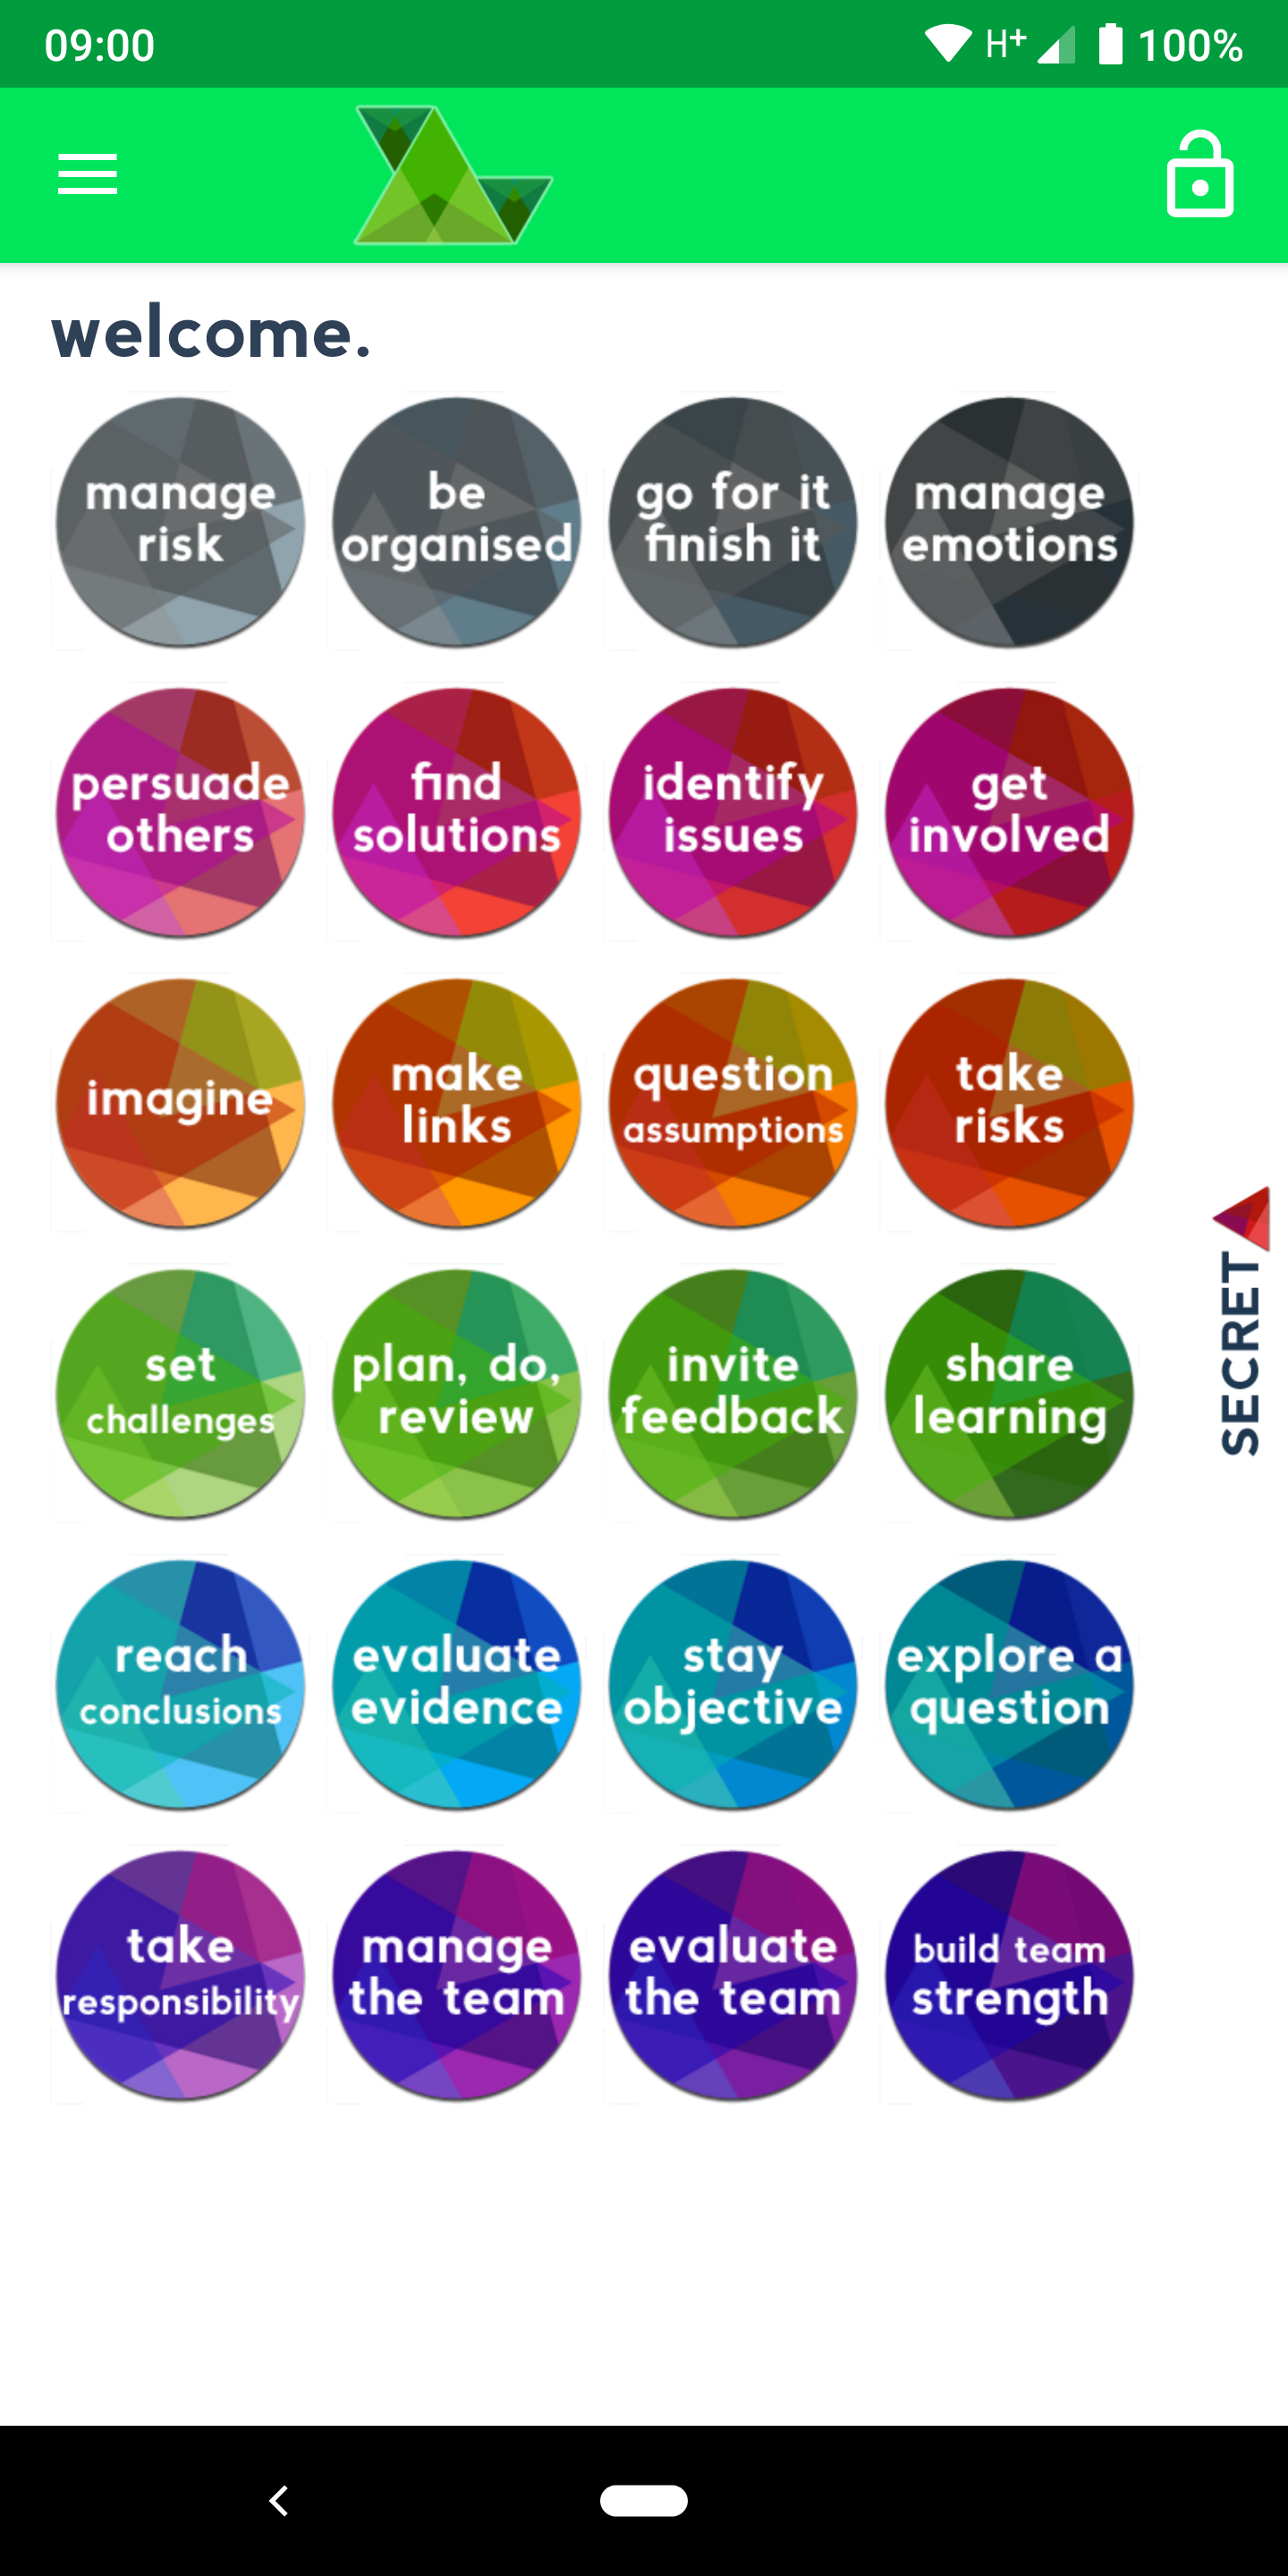 09:00 H+ 100%
welcome.
manage
risk
be
organised
go for it
finish it
manage
emotions
persuade
others
find
solutions
identify
issues
get
involved
imagine
make
links
question
assumptions
take
risks
set
challenges
plan, do,
review
invite
feedback
share
learning
SECRET
reach
conclusions
evaluate
evidence
stay
objective
explore a
question
take
responsibility
manage
the team
evaluate
the team
build team
strength